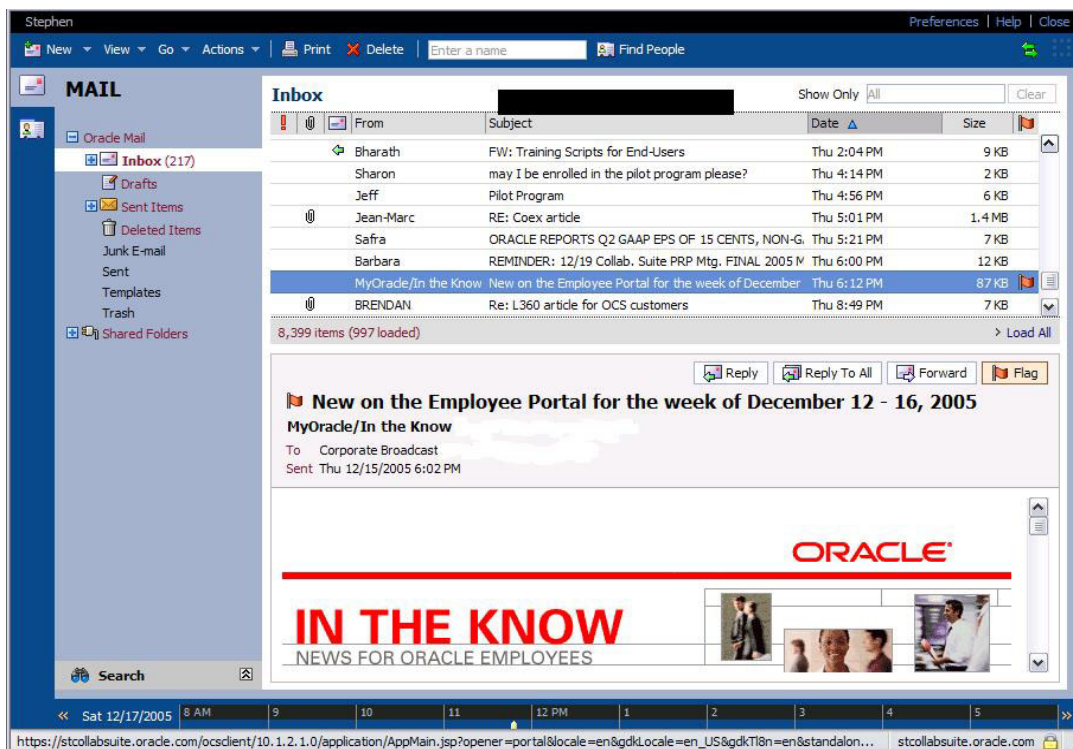 Stephen
Preferences | Help | Close
New View Go Actions Print Delete Enter a name Find People
MAIL
Oracle Mail
Inbox (217)
Drafts
Sent Items
Deleted Items
Junk E-mail
Sent
Templates
Trash
Shared Folders
Search
Inbox
Show Only All Clear
From Subject Date Size
Bharath FW: Training Scripts for End-Users Thu 2:04 PM 9 KB
Sharon may I be enrolled in the pilot program please? Thu 4:14 PM 2 KB
Jeff Pilot Program Thu 4:56 PM 6 KB
Jean-Marc RE: Coex article Thu 5:01 PM 1.4 MB
Safra ORACLE REPORTS Q2 GAAP EPS OF 15 CENTS, NON-G. Thu 5:21 PM 7 KB
Barbara REMINDER: 12/19 Collab. Suite PRP Mtg. FINAL 2005 M Thu 6:00 PM 12 KB
MyOracle/In the Know New on the Employee Portal for the week of December Thu 6:12 PM 87 KB
BRENDAN Re: L360 article for OCS customers Thu 8:49 PM 7 KB
8,399 items (997 loaded) > Load All
Reply Reply To All Forward Flag
New on the Employee Portal for the week of December 12 - 16, 2005
MyOracle/In the Know
To Corporate Broadcast
Sent Thu 12/15/2005 6:02 PM
ORACLE
IN THE KNOW
NEWS FOR ORACLE EMPLOYEES
« Sat 12/17/2005 8 AM 9 10 11 12 PM 1 2 3 4 5 »
https://stcollabsuite.oracle.com/ocsclient/10.1.2.1.0/application/AppMain.jsp?opener=portal&locale=en&gdkLocale=en_US&gdkTl8n=en&standalon... stcollabsuite.oracle.com